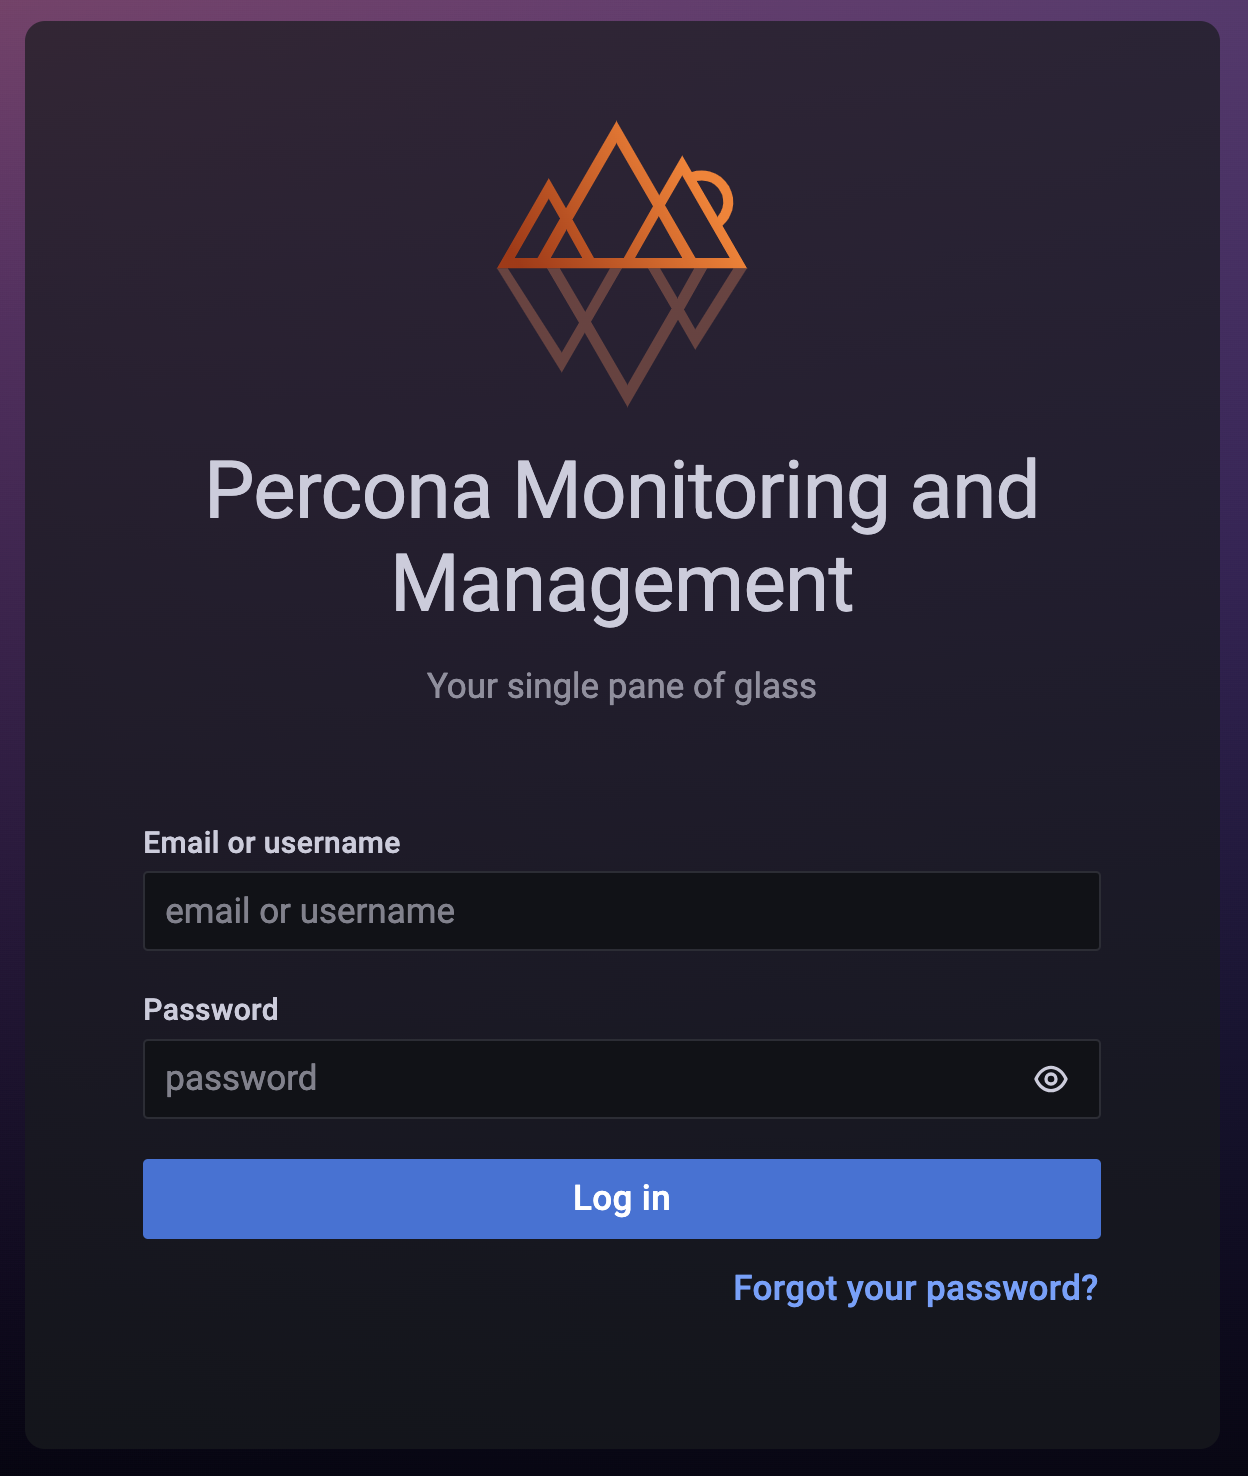 Percona Monitoring and
Management
Your single pane of glass
Email or username
email or username
Password
password
Log in
Forgot your password?